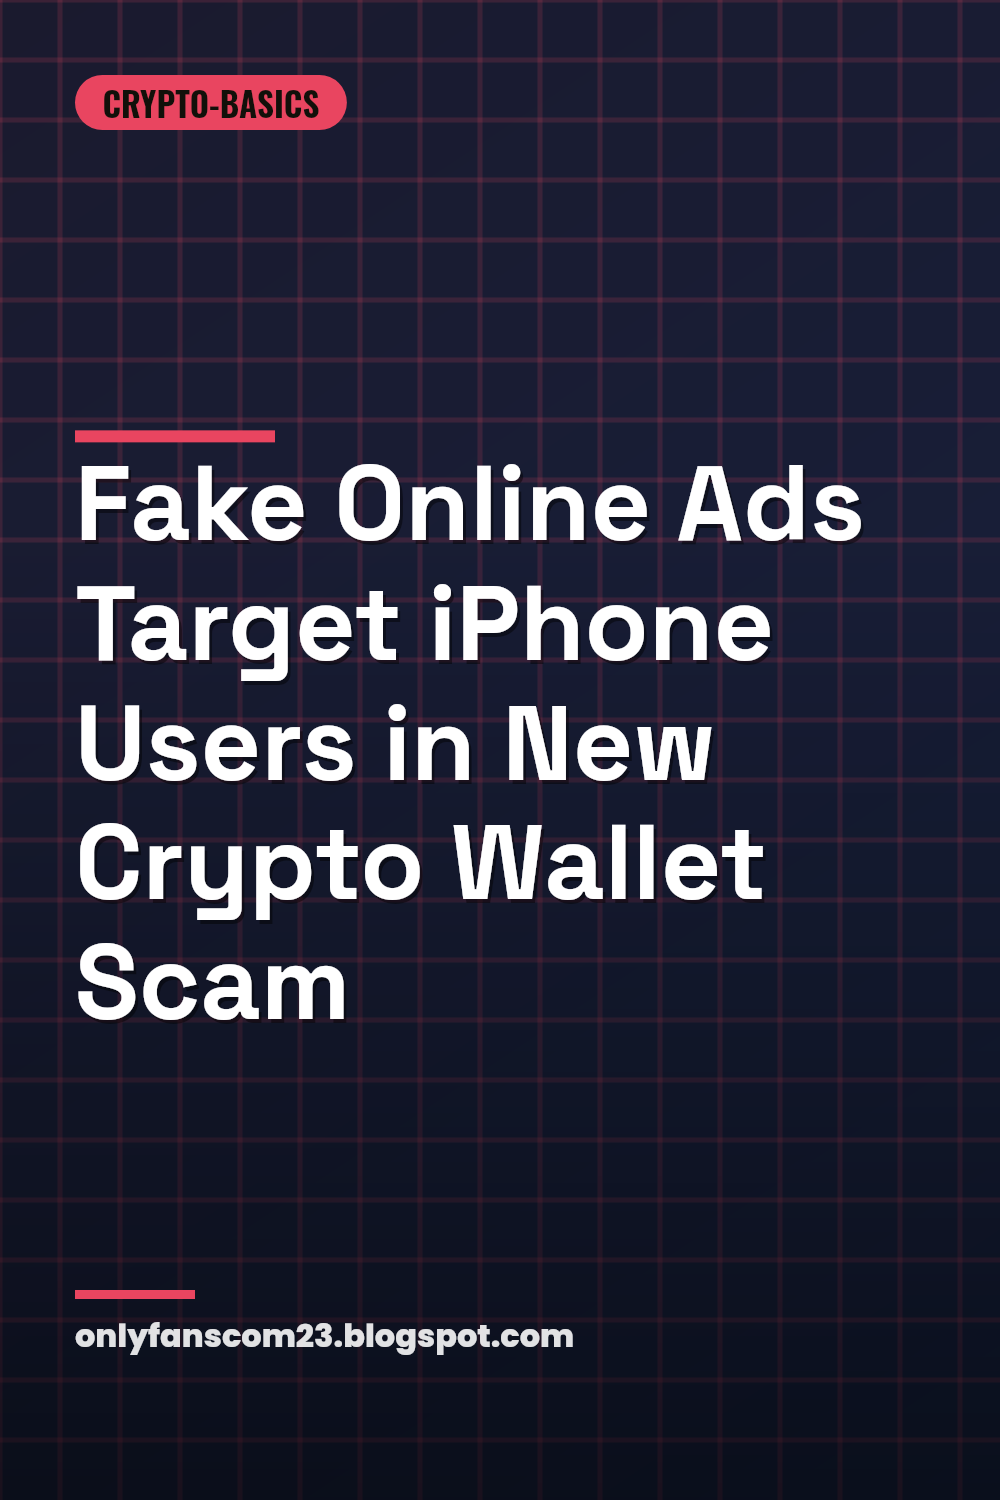 CRYPTO-BASICS
Fake Online Ads
Target iPhone
Users in New
Crypto Wallet
Scam
onlyfanscom23.blogspot.com